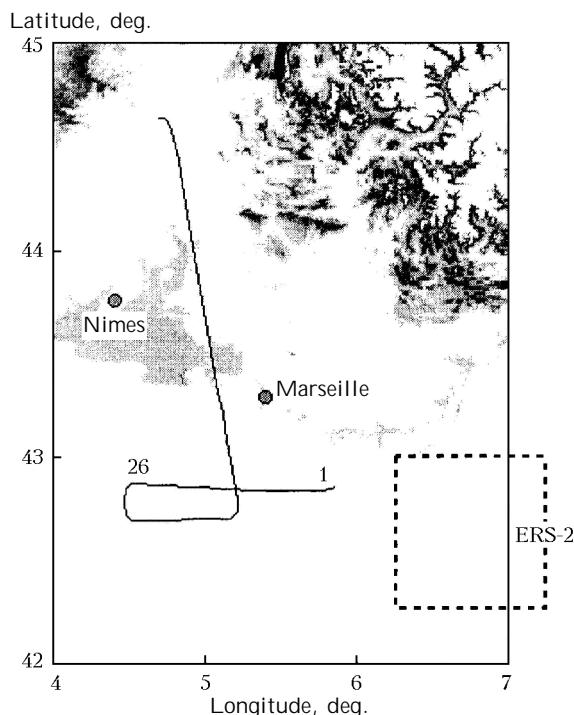 Latitude, deg.
45
44
Nimes
Marseille
43
26
1
ERS-2
42
4
5
6
7
Longitude, deg.